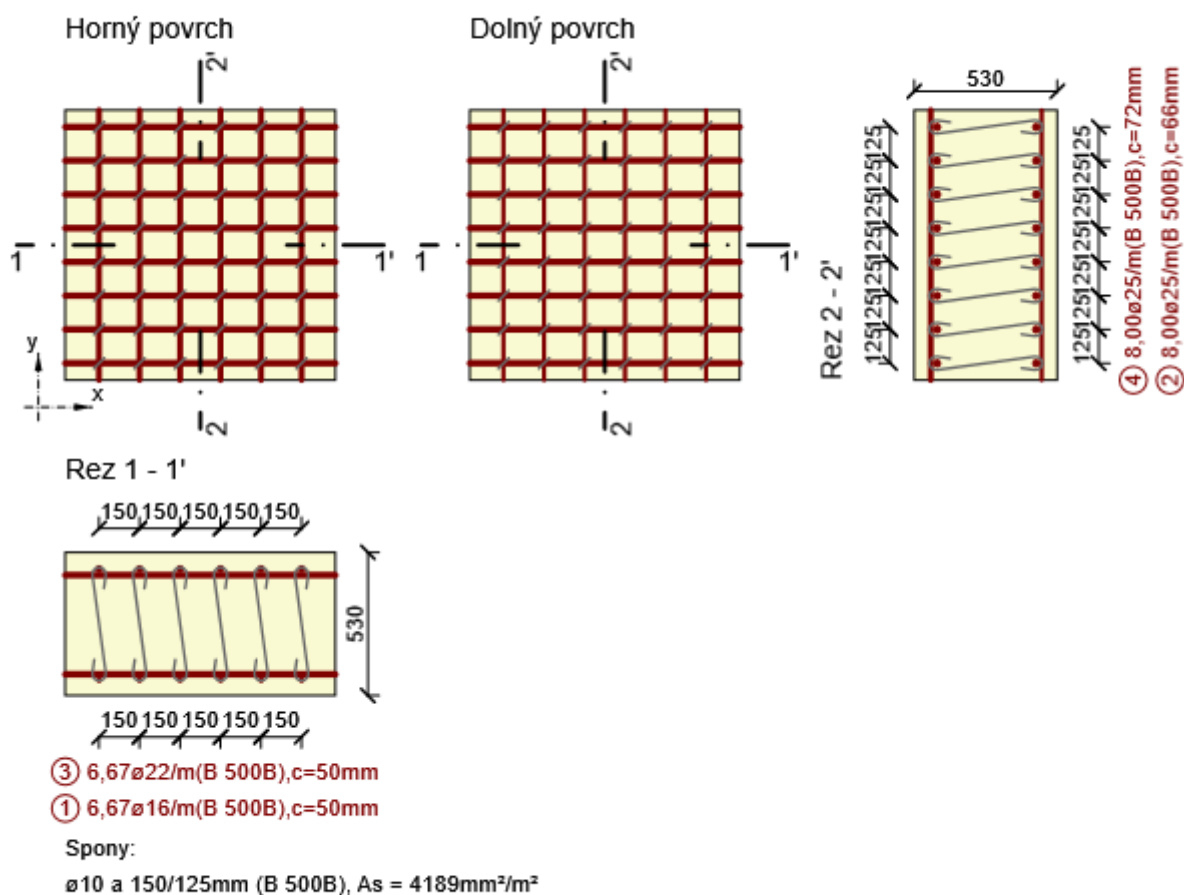 Horný povrch
Dolný povrch
2'
2'
1
1'
1
1'
y
x
2
2
530
125 125 125 125 125 125 125
125 125 125 125 125 125 125
Rez 2 - 2'
④ 8,00ø25/m(B 500B),c=72mm
② 8,00ø25/m(B 500B),c=66mm
Rez 1 - 1'
150 150 150 150 150
530
150 150 150 150 150
③ 6,67ø22/m(B 500B),c=50mm
① 6,67ø16/m(B 500B),c=50mm
Spony:
ø10 a 150/125mm (B 500B), As = 4189mm²/m²